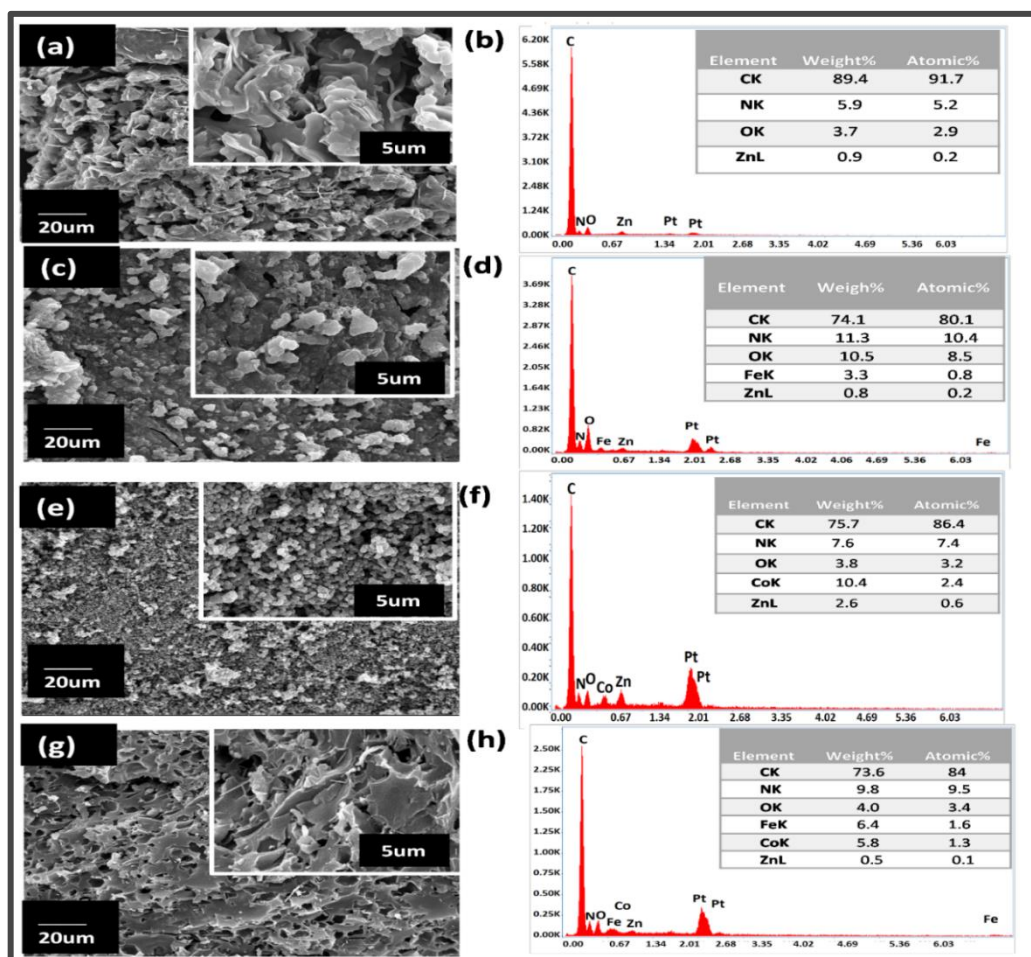 (a)
5um
20um
(b)
6.20K
5.58K
4.69K
4.36K
3.72K
3.10K
2.48K
1.24K
0.00K
C
N O Zn Pt Pt
0.00 0.67 1.34 2.01 2.68 3.35 4.02 4.69 5.36 6.03
Element Weight% Atomic%
CK 89.4 91.7
NK 5.9 5.2
OK 3.7 2.9
ZnL 0.9 0.2
(c)
5um
20um
(d)
3.69K
3.28K
2.87K
2.46K
2.05K
1.64K
1.23K
0.82K
0.00K
C
N O Fe Zn Pt Pt Fe
0.00 0.67 1.34 2.01 2.68 3.35 4.02 4.69 5.36 6.03
Element Weigh% Atomic%
CK 74.1 80.1
NK 11.3 10.4
OK 10.5 8.5
FeK 3.3 0.8
ZnL 0.8 0.2
(e)
5um
20um
(f)
1.40K
1.20K
1.00K
0.80K
0.60K
0.40K
0.20K
0.00K
C
N O Co Zn Pt Pt
0.00 0.67 1.34 2.01 2.68 3.35 4.02 4.69 5.36 6.03
Element Weight% Atomic%
CK 75.7 86.4
NK 7.6 7.4
OK 3.8 3.2
CoK 10.4 2.4
ZnL 2.6 0.6
(g)
5um
20um
(h)
2.50K
2.25K
2.00K
1.75K
1.50K
1.25K
1.00K
0.75K
0.50K
0.25K
0.00K
C
N O Fe Co Zn Pt Pt Fe
0.00 0.67 1.34 2.01 2.68 3.35 4.02 4.69 5.36 6.03
Element Weight% Atomic%
CK 73.6 84
NK 9.8 9.5
OK 4.0 3.4
FeK 6.4 1.6
CoK 5.8 1.3
ZnL 0.5 0.1